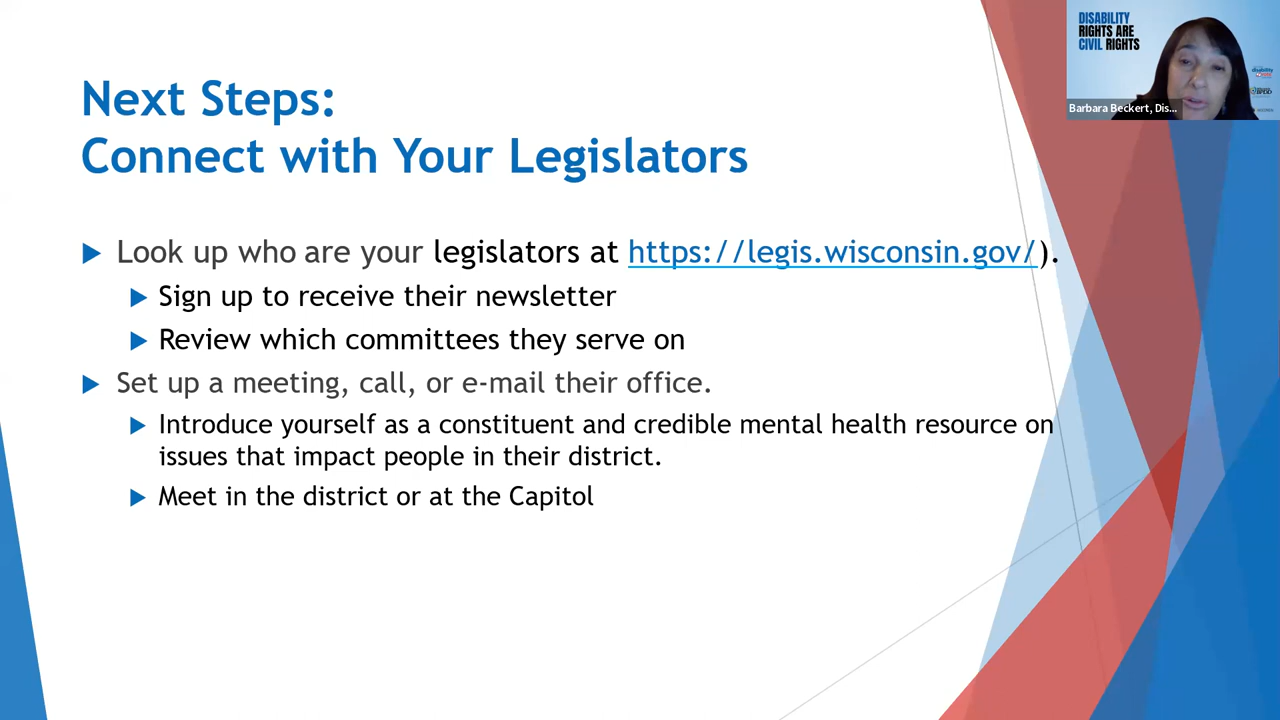 Next Steps:
Connect with Your Legislators
Look up who are your legislators at https://legis.wisconsin.gov/).
Sign up to receive their newsletter
Review which committees they serve on
Set up a meeting, call, or e-mail their office.
Introduce yourself as a constituent and credible mental health resource on
issues that impact people in their district.
Meet in the district or at the Capitol
DISABILITY
RIGHTS ARE
CIVIL RIGHTS
disability
Barbara Beckert, Dis...